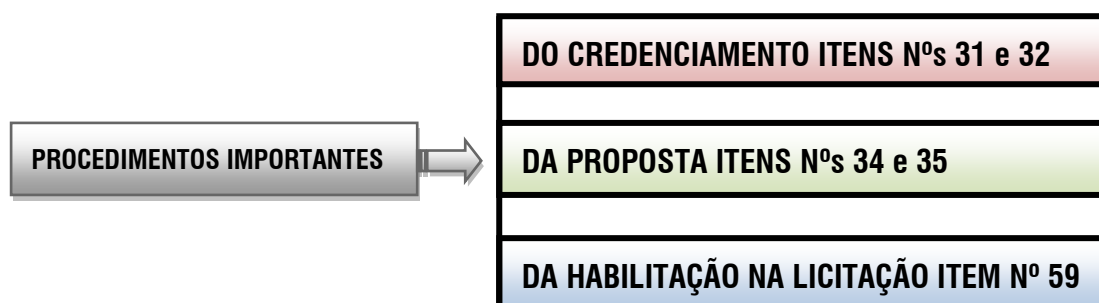 PROCEDIMENTOS IMPORTANTES
DO CREDENCIAMENTO ITENS Nºs 31 e 32
DA PROPOSTA ITENS Nºs 34 e 35
DA HABILITAÇÃO NA LICITAÇÃO ITEM Nº 59